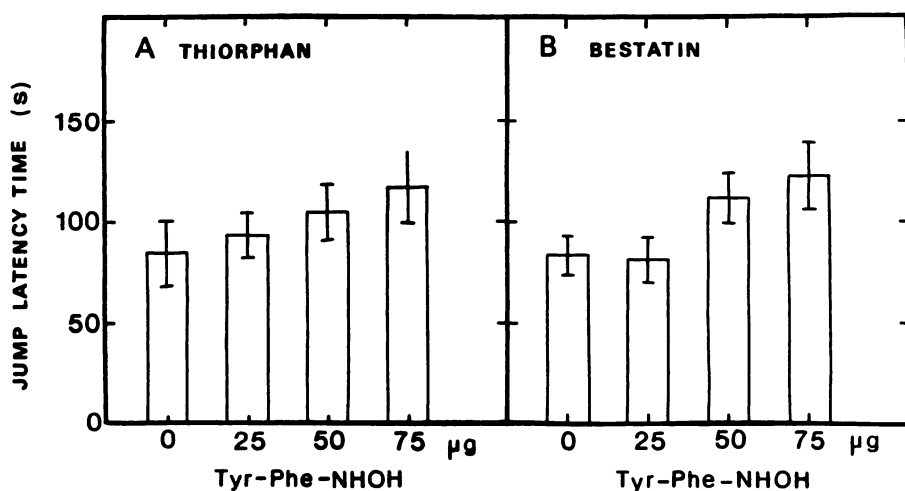 A THIORPHAN
B BESTATIN
JUMP LATENCY TIME (s)
150
100
50
0
0 25 50 75 µg
0 25 50 75 µg
Tyr-Phe-NHOH
Tyr-Phe-NHOH